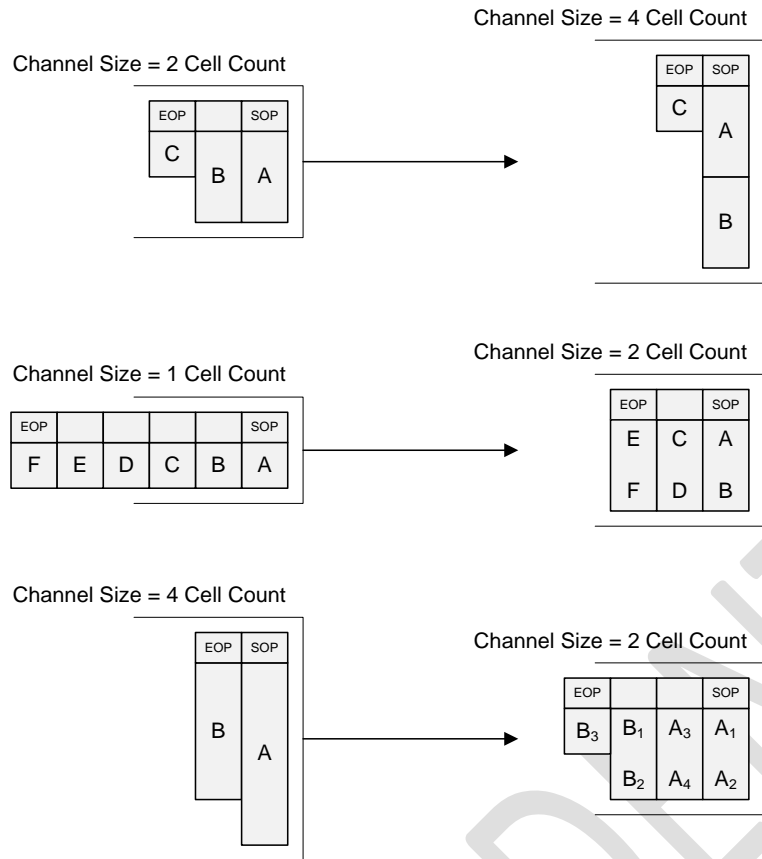 Channel Size = 4 Cell Count
Channel Size = 2 Cell Count
EOP SOP
C A
B
EOP SOP
C B A
Channel Size = 2 Cell Count
Channel Size = 1 Cell Count
EOP SOP
E C A
F D B
EOP SOP
F E D C B A
Channel Size = 4 Cell Count
EOP SOP
B A
Channel Size = 2 Cell Count
EOP SOP
B₃ B₁ A₃ A₁
B₂ A₄ A₂